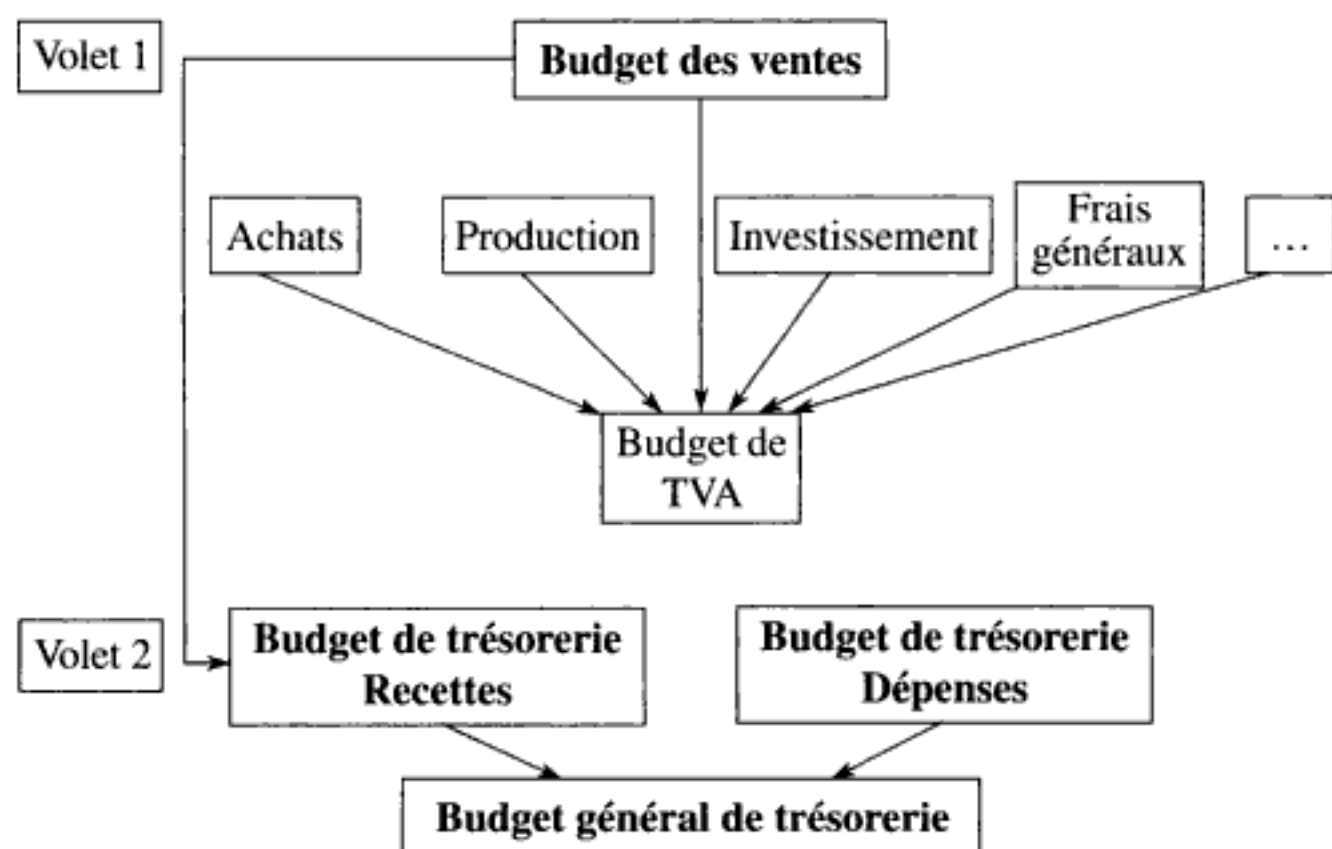 Volet 1
Budget des ventes
Achats
Production
Investissement
Frais
généraux
...
Budget de
TVA
Volet 2
Budget de trésorerie
Recettes
Budget de trésorerie
Dépenses
Budget général de trésorerie